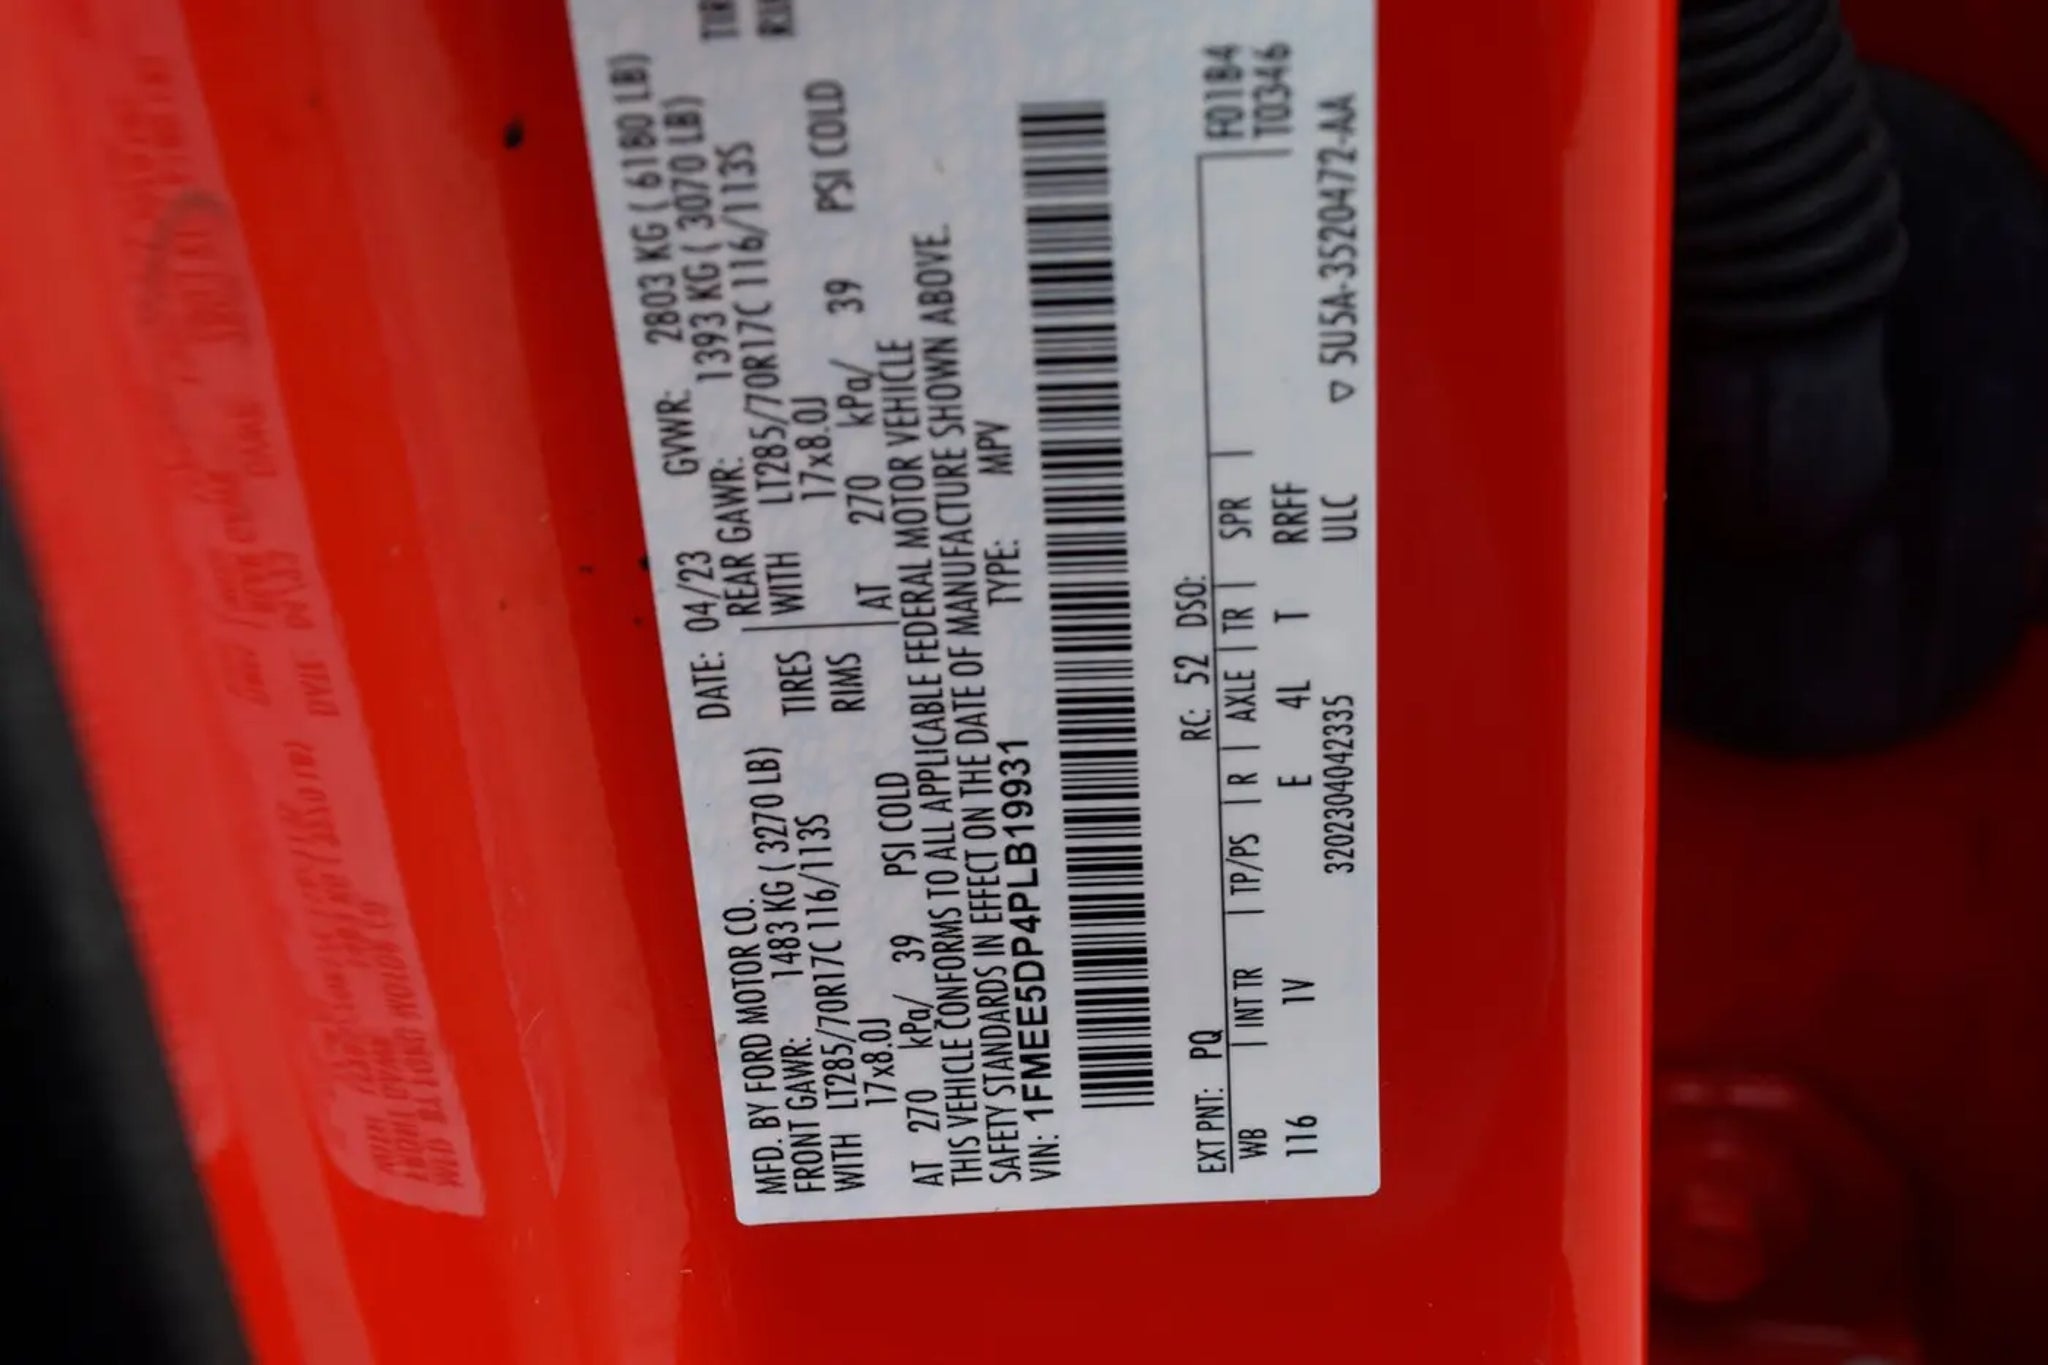 MFD. BY FORD MOTOR CO.
DATE: 04/23 GVWR: 2803 KG ( 6180 LB)
FRONT GAWR: 1483 KG ( 3270 LB) REAR GAWR: 1393 KG ( 3070 LB)
WITH LT285/70R17C 116/113S TIRES WITH LT285/70R17C 116/113S TIR
17x8.0J RIMS 17x8.0J RI
AT 270 kPa/ 39 PSI COLD AT 270 kPa/ 39 PSI COLD
THIS VEHICLE CONFORMS TO ALL APPLICABLE FEDERAL MOTOR VEHICLE
SAFETY STANDARDS IN EFFECT ON THE DATE OF MANUFACTURE SHOWN ABOVE.
VIN: 1FMEE5DP4PLB19931 TYPE: MPV
EXT PNT: PQ RC: 52 DSO: F0184
WB INT TR TP/PS R AXLE TR SPR T0346
116 1V E 4L T RRFF
3202304042335 ULC ▽ 5U5A-3520472-AA